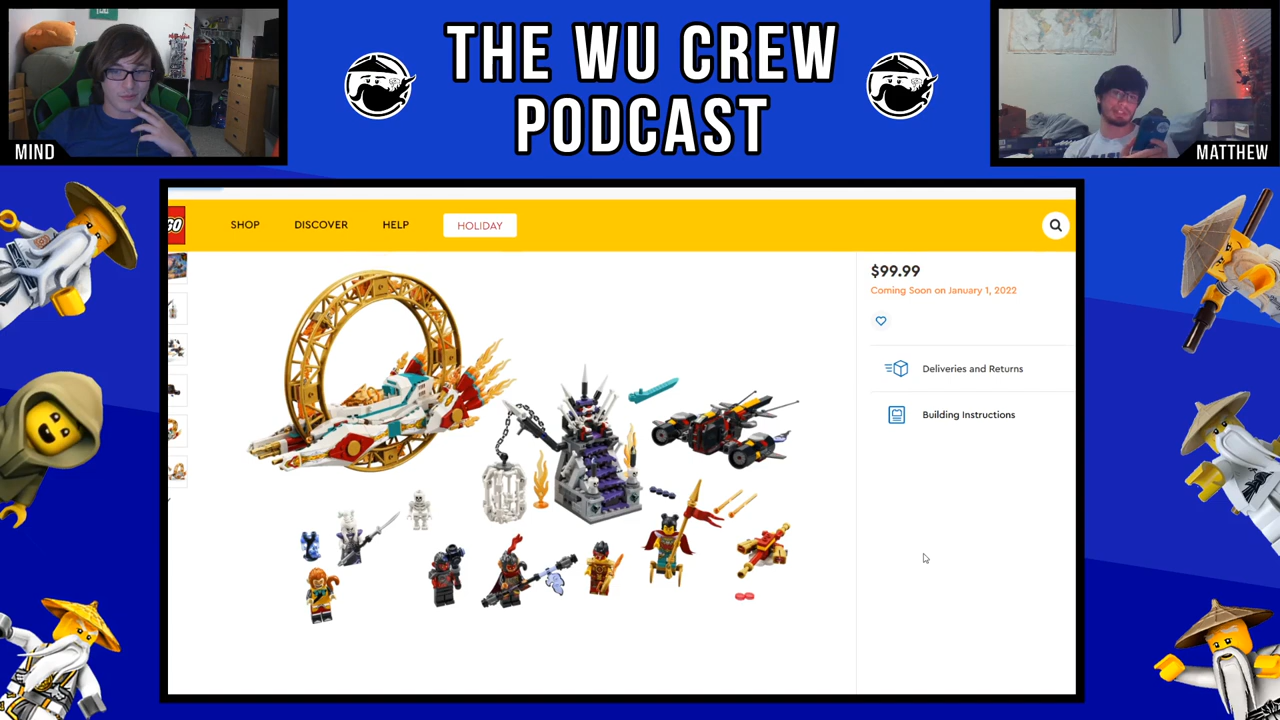 THE WU CREW
PODCAST
MIND
MATTHEW
GO
SHOP
DISCOVER
HELP
HOLIDAY
$99.99
Coming Soon on January 1, 2022
Deliveries and Returns
Building Instructions